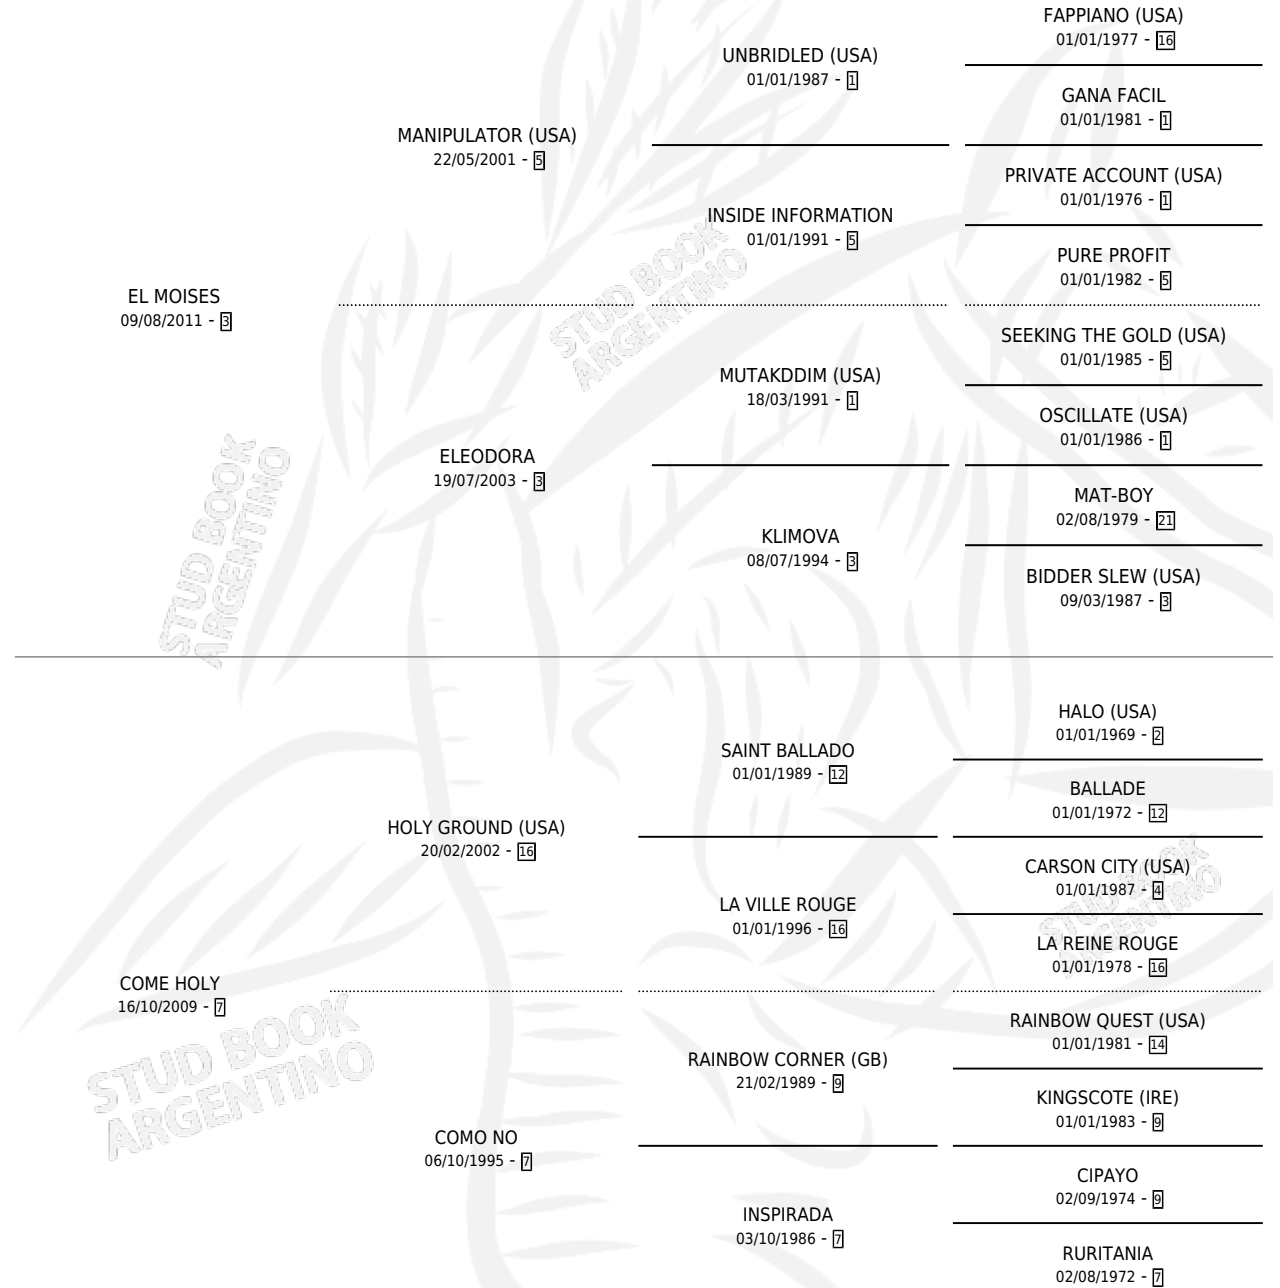 FAPPIANO (USA)
01/01/1977 - 16
UNBRIDLED (USA)
01/01/1987 - 1
GANA FACIL
01/01/1981 - 1
MANIPULATOR (USA)
22/05/2001 - 5
PRIVATE ACCOUNT (USA)
01/01/1976 - 1
INSIDE INFORMATION
01/01/1991 - 5
PURE PROFIT
01/01/1982 - 5
EL MOISES
09/08/2011 - 3
SEEKING THE GOLD (USA)
01/01/1985 - 5
MUTAKDDIM (USA)
18/03/1991 - 1
OSCILLATE (USA)
01/01/1986 - 1
ELEODORA
19/07/2003 - 3
MAT-BOY
02/08/1979 - 21
KLIMOVA
08/07/1994 - 3
BIDDER SLEW (USA)
09/03/1987 - 3
HALO (USA)
01/01/1969 - 2
SAINT BALLADO
01/01/1989 - 12
BALLADE
01/01/1972 - 12
HOLY GROUND (USA)
20/02/2002 - 16
CARSON CITY (USA)
01/01/1987 - 4
LA VILLE ROUGE
01/01/1996 - 16
LA REINE ROUGE
01/01/1978 - 16
COME HOLY
16/10/2009 - 7
RAINBOW QUEST (USA)
01/01/1981 - 14
RAINBOW CORNER (GB)
21/02/1989 - 9
KINGSCOTE (IRE)
01/01/1983 - 9
COMO NO
06/10/1995 - 7
CIPAYO
02/09/1974 - 9
INSPIRADA
03/10/1986 - 7
RURITANIA
02/08/1972 - 7
STUD BOOK
ARGENTINO
STUD BOOK
ARGENTINO
STUD BOOK
ARGENTINO
STUD BOOK
ARGENTINO